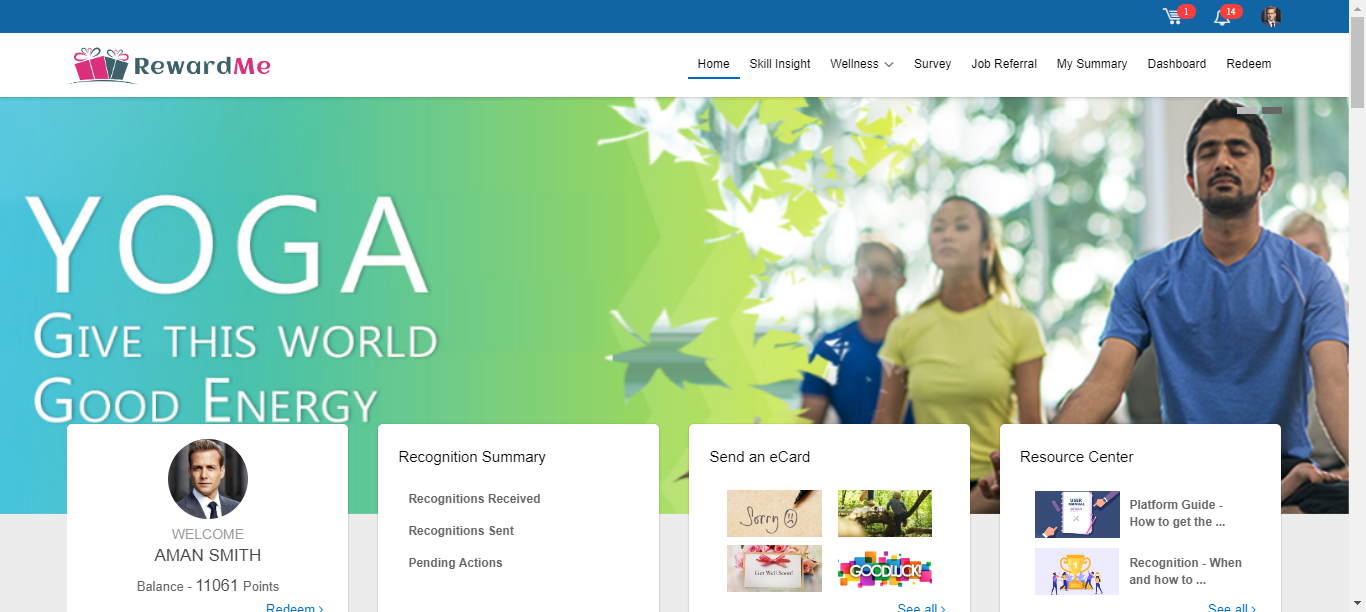 1
14
RewardMe
Home Skill Insight Wellness Survey Job Referral My Summary Dashboard Redeem
YOGA
GIVE THIS WORLD
GOOD ENERGY
WELCOME
AMAN SMITH
Balance - 11061 Points
Redeem ›
Recognition Summary
Recognitions Received
Recognitions Sent
Pending Actions
Send an eCard
Sorry
Get Well Soon!
GOODLUCK!
See all ›
Resource Center
USER
MANUAL
Platform Guide -
How to get the ...
1
Recognition - When
and how to ...
See all ›